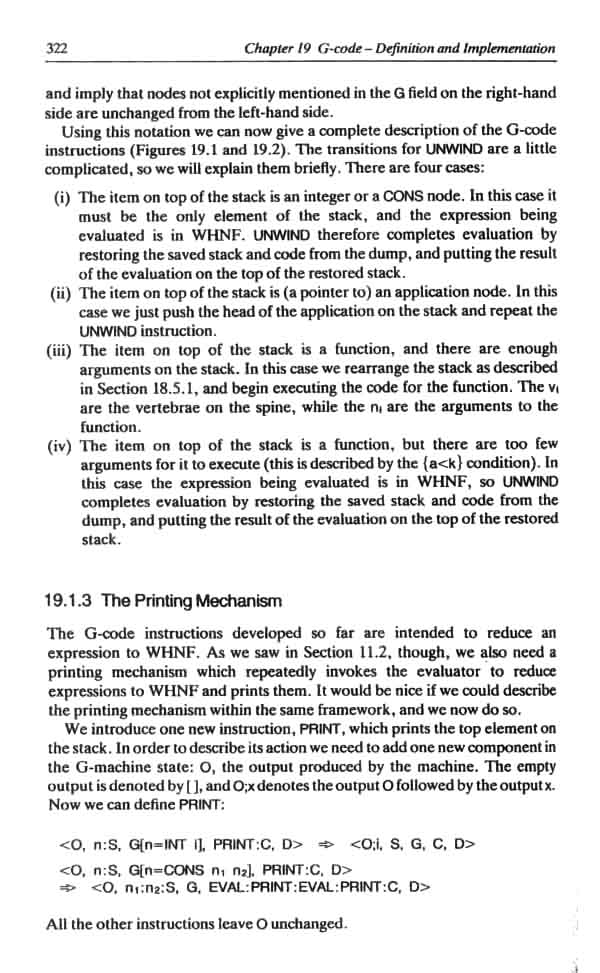 322 Chapter 19 G-code – Definition and Implementation
and imply that nodes not explicitly mentioned in the G field on the right-hand
side are unchanged from the left-hand side.
Using this notation we can now give a complete description of the G-code
instructions (Figures 19.1 and 19.2). The transitions for UNWIND are a little
complicated, so we will explain them briefly. There are four cases:
(i) The item on top of the stack is an integer or a CONS node. In this case it
must be the only element of the stack, and the expression being
evaluated is in WHNF. UNWIND therefore completes evaluation by
restoring the saved stack and code from the dump, and putting the result
of the evaluation on the top of the restored stack.
(ii) The item on top of the stack is (a pointer to) an application node. In this
case we just push the head of the application on the stack and repeat the
UNWIND instruction.
(iii) The item on top of the stack is a function, and there are enough
arguments on the stack. In this case we rearrange the stack as described
in Section 18.5.1, and begin executing the code for the function. The vᵢ
are the vertebrae on the spine, while the nᵢ are the arguments to the
function.
(iv) The item on top of the stack is a function, but there are too few
arguments for it to execute (this is described by the {a<k} condition). In
this case the expression being evaluated is in WHNF, so UNWIND
completes evaluation by restoring the saved stack and code from the
dump, and putting the result of the evaluation on the top of the restored
stack.
19.1.3 The Printing Mechanism
The G-code instructions developed so far are intended to reduce an
expression to WHNF. As we saw in Section 11.2, though, we also need a
printing mechanism which repeatedly invokes the evaluator to reduce
expressions to WHNF and prints them. It would be nice if we could describe
the printing mechanism within the same framework, and we now do so.
We introduce one new instruction, PRINT, which prints the top element on
the stack. In order to describe its action we need to add one new component in
the G-machine state: O, the output produced by the machine. The empty
output is denoted by [ ], and O;x denotes the output O followed by the output x.
Now we can define PRINT:
<O, n:S, G[n=INT i], PRINT:C, D> ⇒ <O;i, S, G, C, D>
<O, n:S, G[n=CONS n₁ n₂], PRINT:C, D>
⇒ <O, n₁:n₂:S, G, EVAL:PRINT:EVAL:PRINT:C, D>
All the other instructions leave O unchanged.